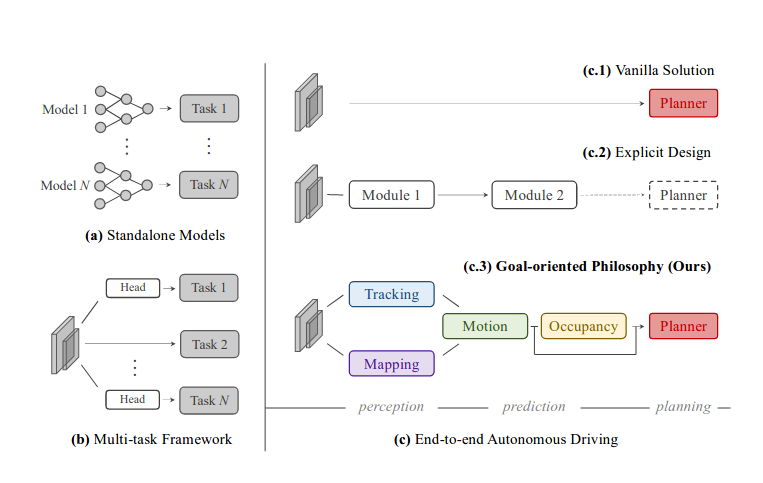 Model 1
Task 1
Model N
Task N
(a) Standalone Models
Head
Task 1
Task 2
Head
Task N
(b) Multi-task Framework
(c.1) Vanilla Solution
Planner
(c.2) Explicit Design
Module 1
Module 2
Planner
(c.3) Goal-oriented Philosophy (Ours)
Tracking
Motion
Occupancy
Planner
Mapping
perception
prediction
planning
(c) End-to-end Autonomous Driving